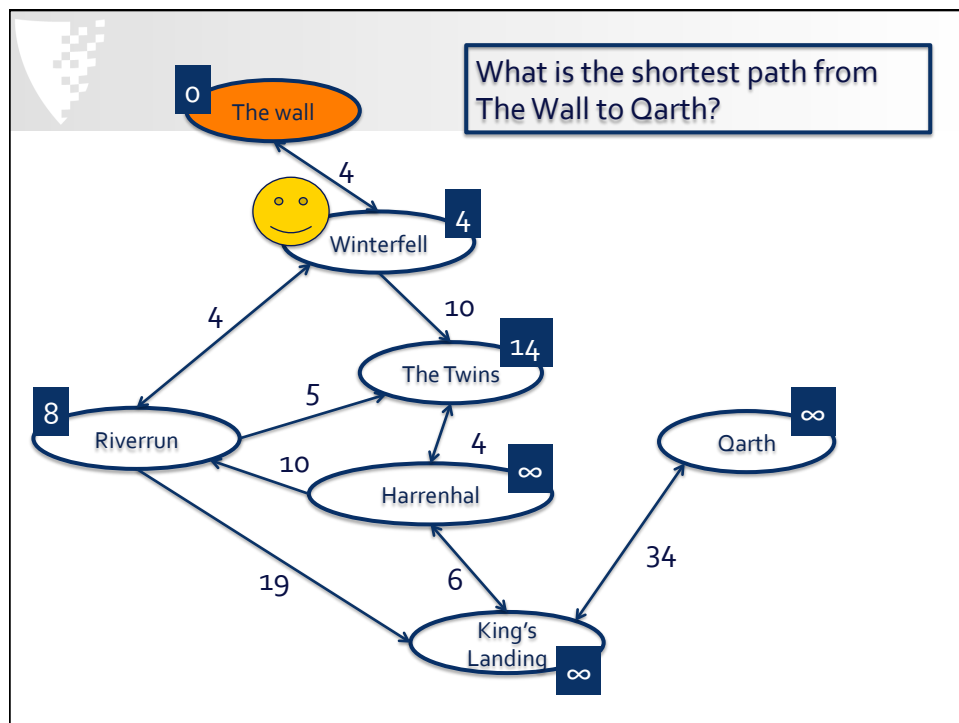 What is the shortest path from
The Wall to Qarth?
0
The wall
4
4
Winterfell
4
10
14
The Twins
5
8
Riverrun
∞
Qarth
4
10
∞
Harrenhal
34
19
6
King's
Landing
∞